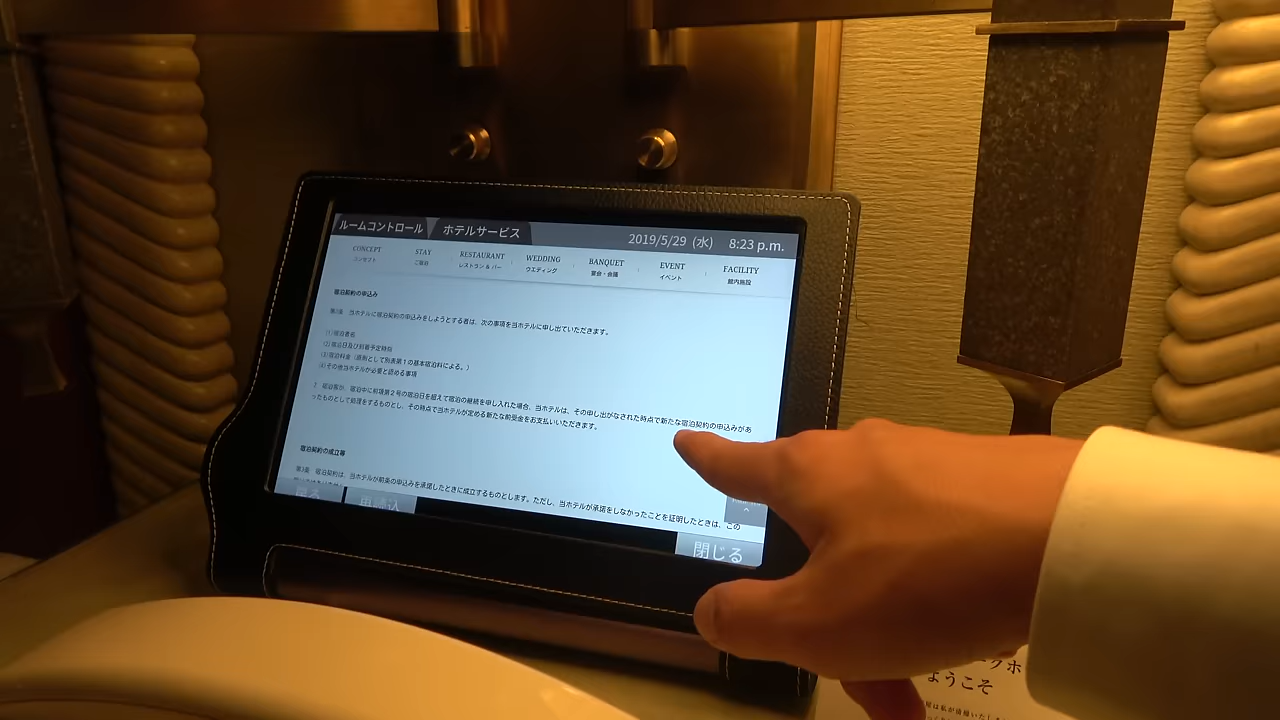 ルームコントロール ホテルサービス 2019/5/29 (水) 8:23 p.m.
CONCEPT STAY RESTAURANT WEDDING BANQUET EVENT FACILITY
コンセプト ご宿泊 レストラン & バー ウエディング 宴会・会議 イベント 館内施設
宿泊契約の申込み
第2条 当ホテルに宿泊契約の申込みをしようとする者は、次の事項を当ホテルに申し出ていただきます。
(1)宿泊者名
(2)宿泊日及び到着予定時刻
(3)宿泊料金（原則として別表第1の基本宿泊料による。）
(4)その他当ホテルが必要と認める事項
2 宿泊客が、宿泊中に前項第2号の宿泊日を超えて宿泊の継続を申し入れた場合、当ホテルは、その申し出がなされた時点で新たな宿泊契約の申込みがあ
ったものとして処理をするものとし、その時点で当ホテルが定める新たな前受金をお支払いいただきます。
宿泊契約の成立等
第3条 宿泊契約は、当ホテルが前条の申込みを承諾したときに成立するものとします。ただし、当ホテルが承諾をしなかったことを証明したときは、この
戻る 再読込
閉じる
ークホ
ようこそ